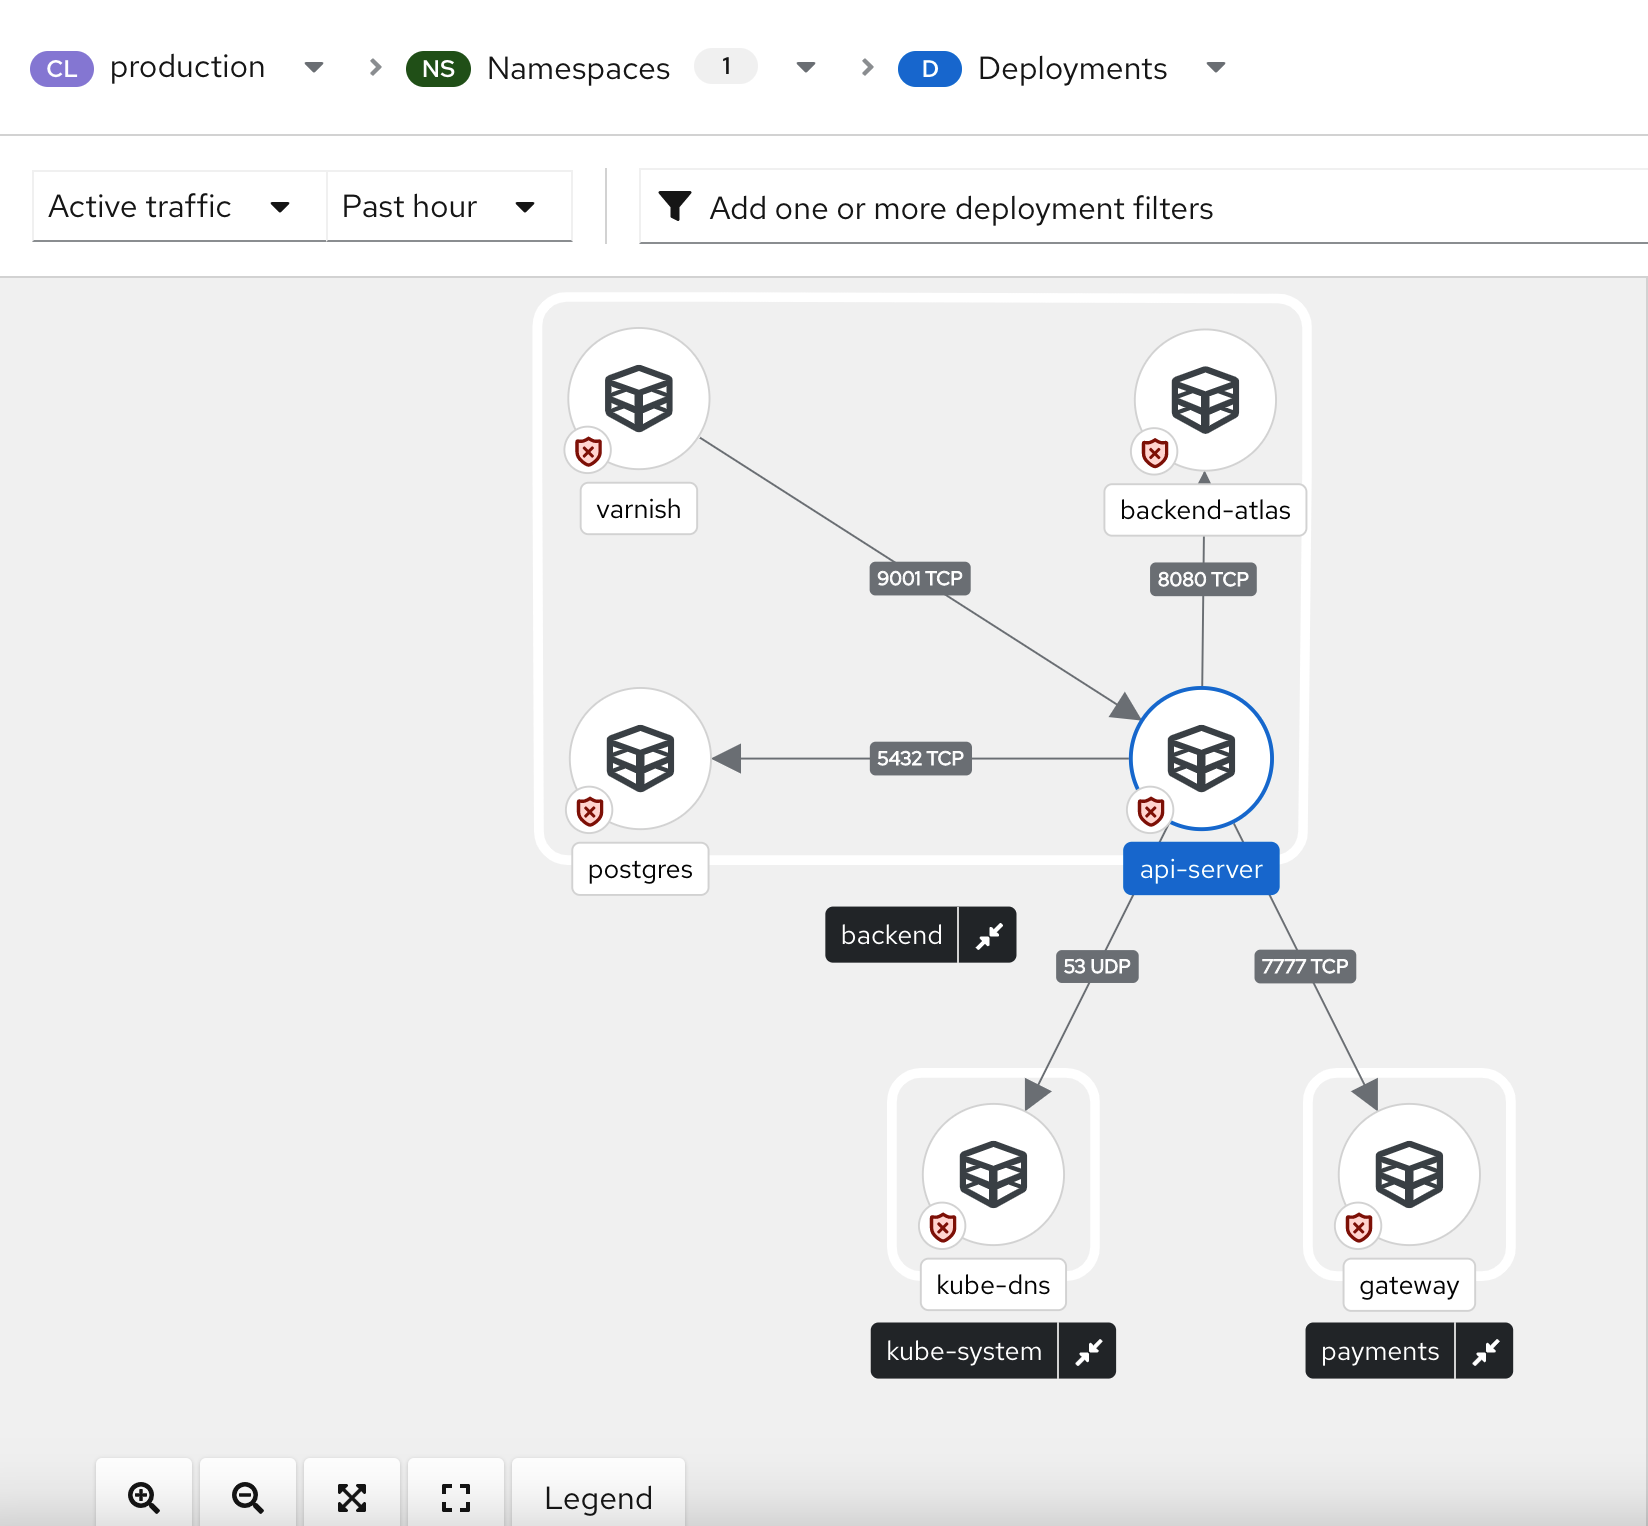 CL production NS Namespaces 1 D Deployments
Active traffic Past hour Add one or more deployment filters
varnish
backend-atlas
9001 TCP
8080 TCP
5432 TCP
postgres
api-server
backend
53 UDP
7777 TCP
kube-dns
gateway
kube-system
payments
Legend